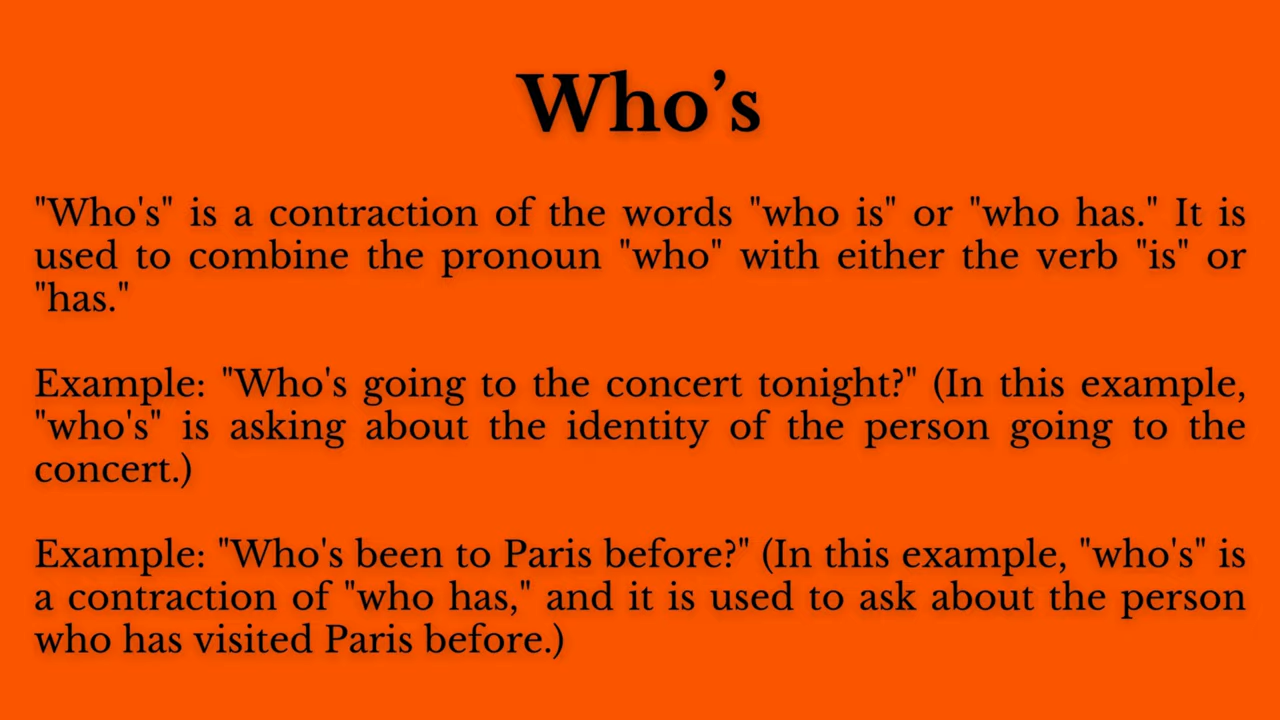 Who’s
"Who's" is a contraction of the words "who is" or "who has." It is
used to combine the pronoun "who" with either the verb "is" or
"has."
Example: "Who's going to the concert tonight?" (In this example,
"who's" is asking about the identity of the person going to the
concert.)
Example: "Who's been to Paris before?" (In this example, "who's" is
a contraction of "who has," and it is used to ask about the person
who has visited Paris before.)